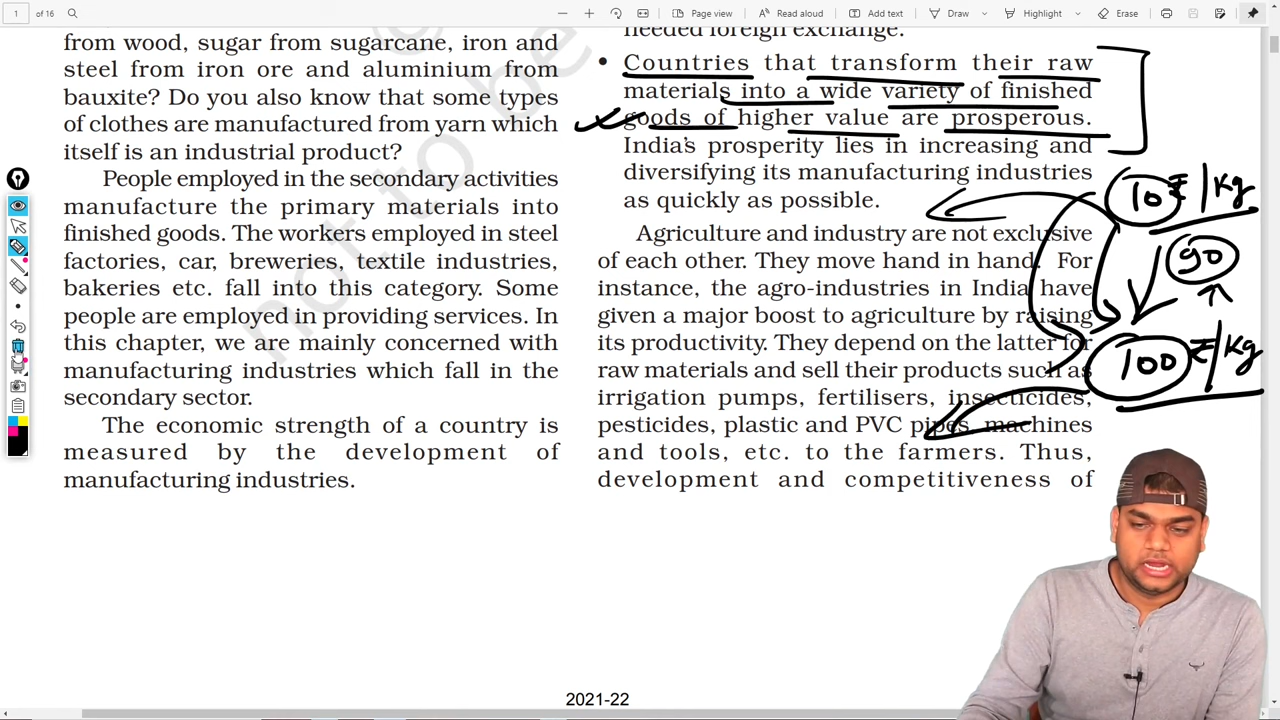 1 of 16 Page view Read aloud Add text Draw Highlight Erase
from wood, sugar from sugarcane, iron and
steel from iron ore and aluminium from
bauxite? Do you also know that some types
of clothes are manufactured from yarn which
itself is an industrial product?
People employed in the secondary activities
manufacture the primary materials into
finished goods. The workers employed in steel
factories, car, breweries, textile industries,
bakeries etc. fall into this category. Some
people are employed in providing services. In
this chapter, we are mainly concerned with
manufacturing industries which fall in the
secondary sector.
The economic strength of a country is
measured by the development of
manufacturing industries.
needed foreign exchange.
• Countries that transform their raw
materials into a wide variety of finished
goods of higher value are prosperous.
India's prosperity lies in increasing and
diversifying its manufacturing industries
as quickly as possible.
Agriculture and industry are not exclusive
of each other. They move hand in hand. For
instance, the agro-industries in India have
given a major boost to agriculture by raising
its productivity. They depend on the latter for
raw materials and sell their products such as
irrigation pumps, fertilisers, insecticides,
pesticides, plastic and PVC pipes, machines
and tools, etc. to the farmers. Thus,
development and competitiveness of
10 ₹/kg
90
100 ₹/kg
not to be
2021-22